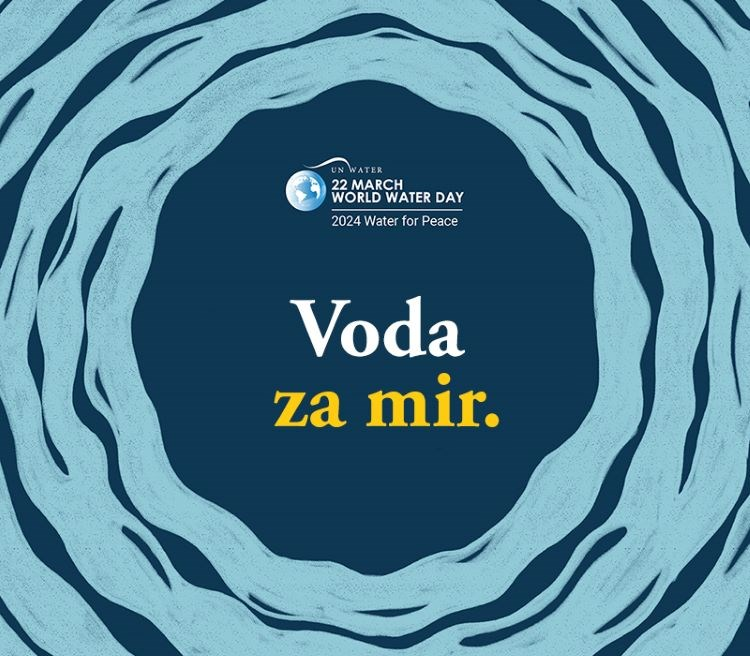 UN WATER
22 MARCH
WORLD WATER DAY
2024 Water for Peace
Voda
za mir.